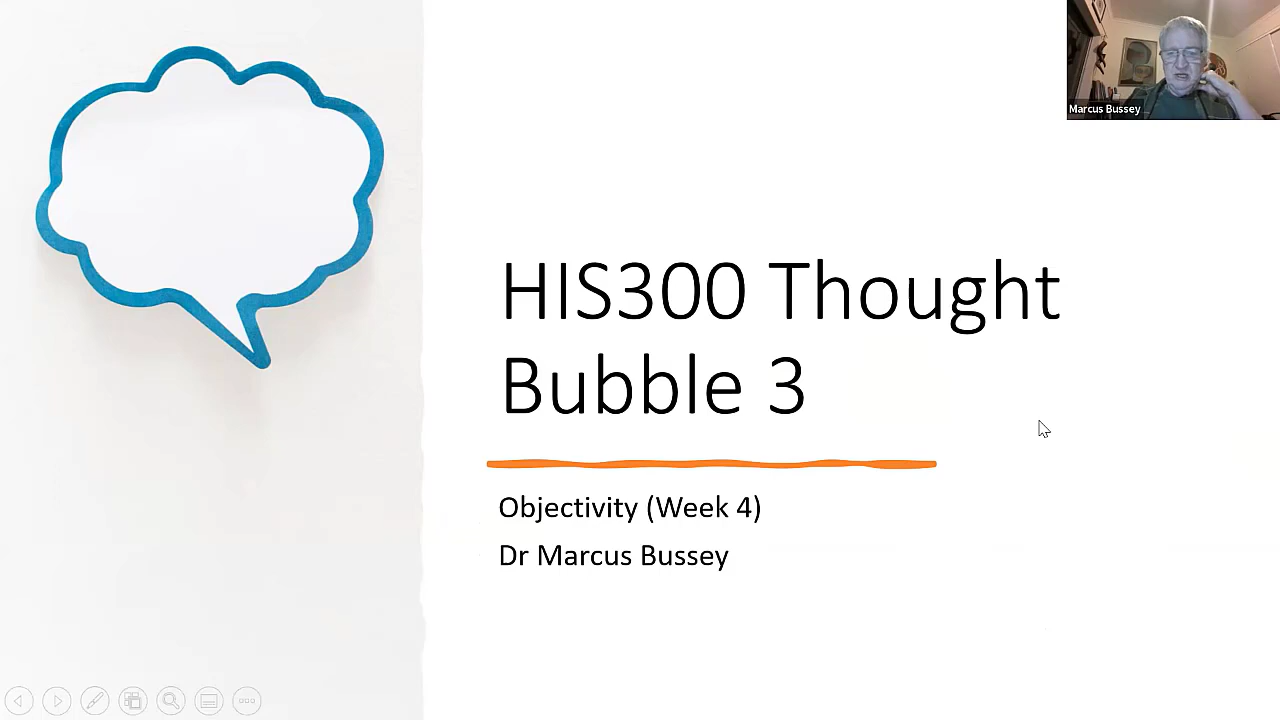 Marcus Bussey
HIS300 Thought
Bubble 3
Objectivity (Week 4)
Dr Marcus Bussey